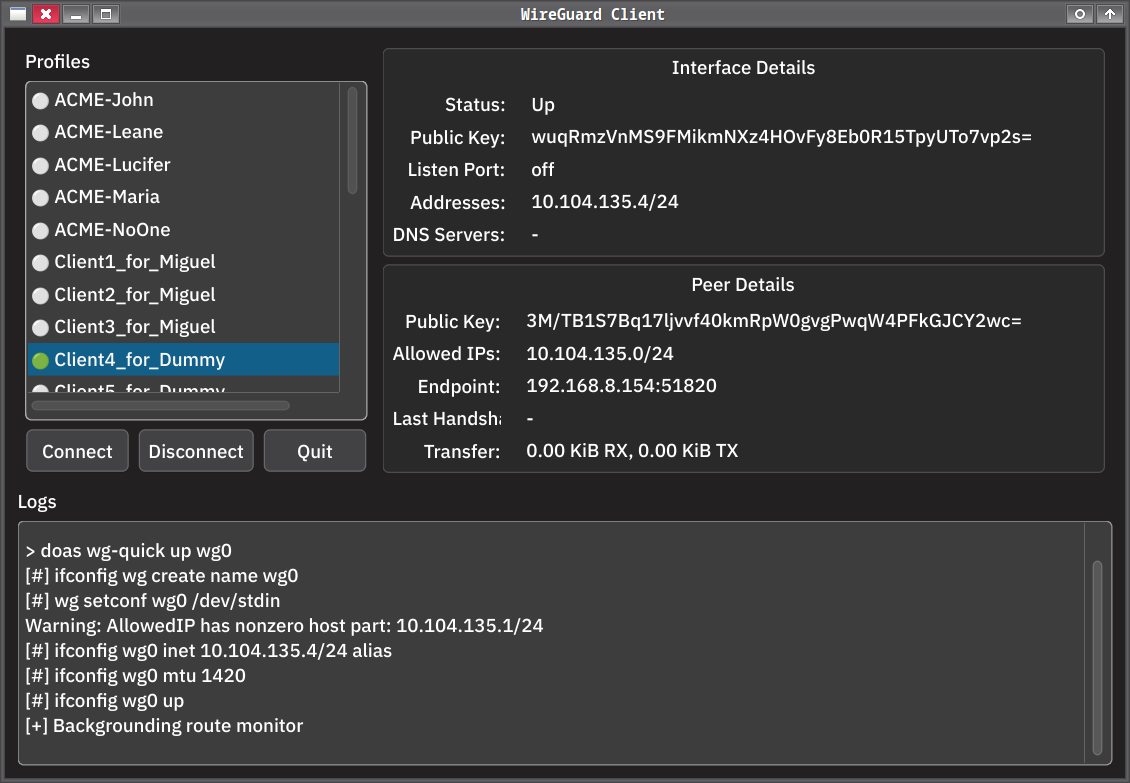 WireGuard Client
Profiles
ACME-John
ACME-Leane
ACME-Lucifer
ACME-Maria
ACME-NoOne
Client1_for_Miguel
Client2_for_Miguel
Client3_for_Miguel
Client4_for_Dummy
Client5_for_Dummy
Connect Disconnect Quit
Interface Details
Status: Up
Public Key: wuqRmzVnMS9FMikmNXz4HOvFy8Eb0R15TpyUTo7vp2s=
Listen Port: off
Addresses: 10.104.135.4/24
DNS Servers: -
Peer Details
Public Key: 3M/TB1S7Bq17ljvvf40kmRpW0gvgPwqW4PFkGJCY2wc=
Allowed IPs: 10.104.135.0/24
Endpoint: 192.168.8.154:51820
Last Handsha -
Transfer: 0.00 KiB RX, 0.00 KiB TX
Logs
> doas wg-quick up wg0
[#] ifconfig wg create name wg0
[#] wg setconf wg0 /dev/stdin
Warning: AllowedIP has nonzero host part: 10.104.135.1/24
[#] ifconfig wg0 inet 10.104.135.4/24 alias
[#] ifconfig wg0 mtu 1420
[#] ifconfig wg0 up
[+] Backgrounding route monitor